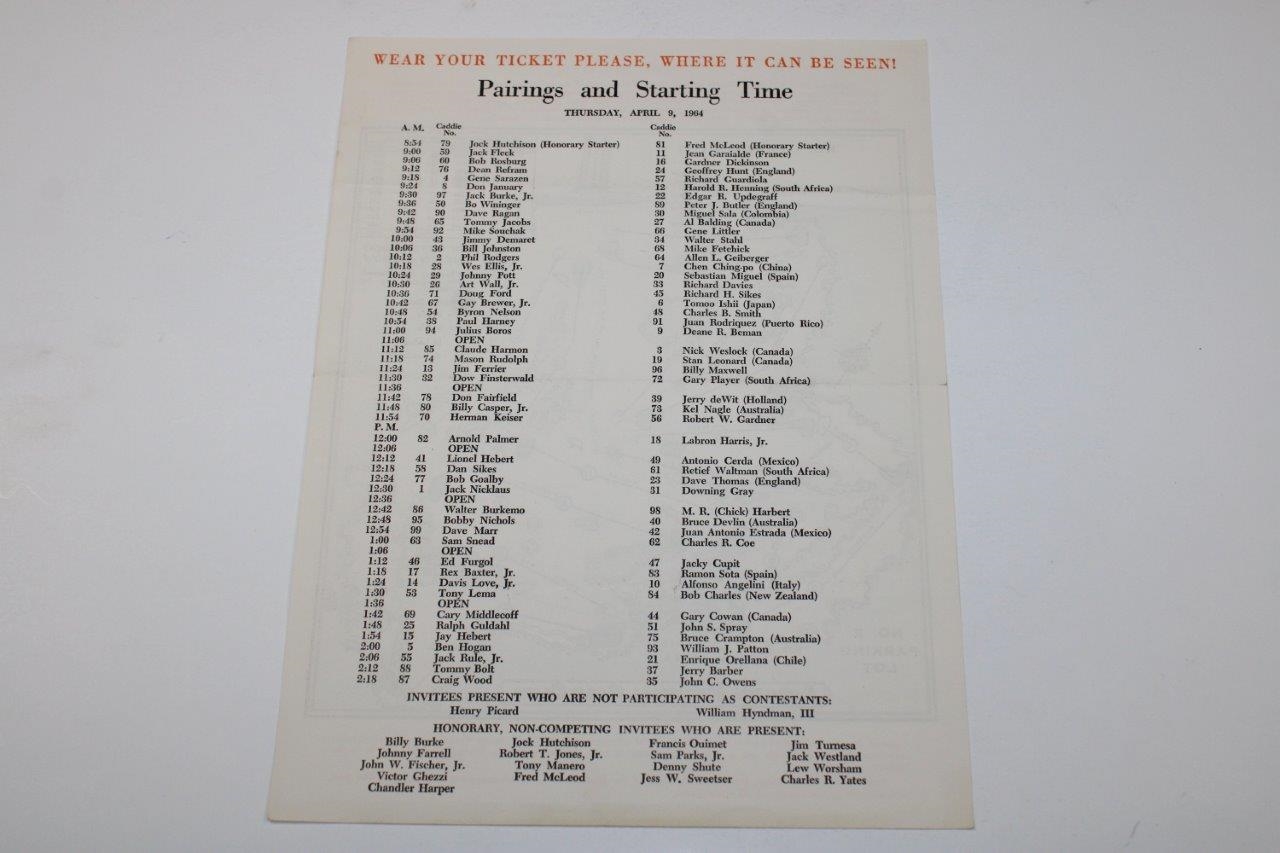 WEAR YOUR TICKET PLEASE, WHERE IT CAN BE SEEN!
Pairings and Starting Time
THURSDAY, APRIL 9, 1964
A. M. Caddie No. Caddie No.
8:54 79 Jock Hutchison (Honorary Starter) 81 Fred McLeod (Honorary Starter)
9:00 59 Jack Fleck 11 Jean Garaialde (France)
9:06 60 Bob Rosburg 16 Gardner Dickinson
9:12 76 Dean Refram 24 Geoffrey Hunt (England)
9:18 4 Gene Sarazen 57 Richard Guardiola
9:24 8 Don January 12 Harold R. Henning (South Africa)
9:30 97 Jack Burke, Jr. 22 Edgar R. Updegraff
9:36 50 Bo Wininger 89 Peter J. Butler (England)
9:42 90 Dave Ragan 30 Miguel Sala (Colombia)
9:48 65 Tommy Jacobs 27 Al Balding (Canada)
9:54 92 Mike Souchak 66 Gene Littler
10:00 43 Jimmy Demaret 34 Walter Stahl
10:06 36 Bill Johnston 68 Mike Fetchick
10:12 2 Phil Rodgers 64 Allen L. Geiberger
10:18 28 Wes Ellis, Jr. 7 Chen Ching-po (China)
10:24 29 Johnny Pott 20 Sebastian Miguel (Spain)
10:30 26 Art Wall, Jr. 33 Richard Davies
10:36 71 Doug Ford 45 Richard H. Sikes
10:42 67 Gay Brewer, Jr. 6 Tomoo Ishii (Japan)
10:48 54 Byron Nelson 48 Charles B. Smith
10:54 38 Paul Harney 91 Juan Rodriquez (Puerto Rico)
11:00 94 Julius Boros 9 Deane R. Beman
11:06 OPEN
11:12 85 Claude Harmon 3 Nick Weslock (Canada)
11:18 74 Mason Rudolph 19 Stan Leonard (Canada)
11:24 13 Jim Ferrier 96 Billy Maxwell
11:30 32 Dow Finsterwald 72 Gary Player (South Africa)
11:36 OPEN
11:42 78 Don Fairfield 39 Jerry deWit (Holland)
11:48 80 Billy Casper, Jr. 73 Kel Nagle (Australia)
11:54 70 Herman Keiser 56 Robert W. Gardner
P. M.
12:00 82 Arnold Palmer 18 Labron Harris, Jr.
12:06 OPEN
12:12 41 Lionel Hebert 49 Antonio Cerda (Mexico)
12:18 58 Dan Sikes 61 Retief Waltman (South Africa)
12:24 77 Bob Goalby 23 Dave Thomas (England)
12:30 1 Jack Nicklaus 31 Downing Gray
12:36 OPEN
12:42 86 Walter Burkemo 98 M. R. (Chick) Harbert
12:48 95 Bobby Nichols 40 Bruce Devlin (Australia)
12:54 99 Dave Marr 42 Juan Antonio Estrada (Mexico)
1:00 63 Sam Snead 62 Charles R. Coe
1:06 OPEN
1:12 46 Ed Furgol 47 Jacky Cupit
1:18 17 Rex Baxter, Jr. 83 Ramon Sota (Spain)
1:24 14 Davis Love, Jr. 10 Alfonso Angelini (Italy)
1:30 53 Tony Lema 84 Bob Charles (New Zealand)
1:36 OPEN
1:42 69 Cary Middlecoff 44 Gary Cowan (Canada)
1:48 25 Ralph Guldahl 51 John S. Spray
1:54 15 Jay Hebert 75 Bruce Crampton (Australia)
2:00 5 Ben Hogan 93 William J. Patton
2:06 55 Jack Rule, Jr. 21 Enrique Orellana (Chile)
2:12 88 Tommy Bolt 37 Jerry Barber
2:18 87 Craig Wood 35 John C. Owens
INVITEES PRESENT WHO ARE NOT PARTICIPATING AS CONTESTANTS:
Henry Picard William Hyndman, III
HONORARY, NON-COMPETING INVITEES WHO ARE PRESENT:
Billy Burke Jock Hutchison Francis Ouimet Jim Turnesa
Johnny Farrell Robert T. Jones, Jr. Sam Parks, Jr. Jack Westland
John W. Fischer, Jr. Tony Manero Denny Shute Lew Worsham
Victor Ghezzi Fred McLeod Jess W. Sweetser Charles R. Yates
Chandler Harper